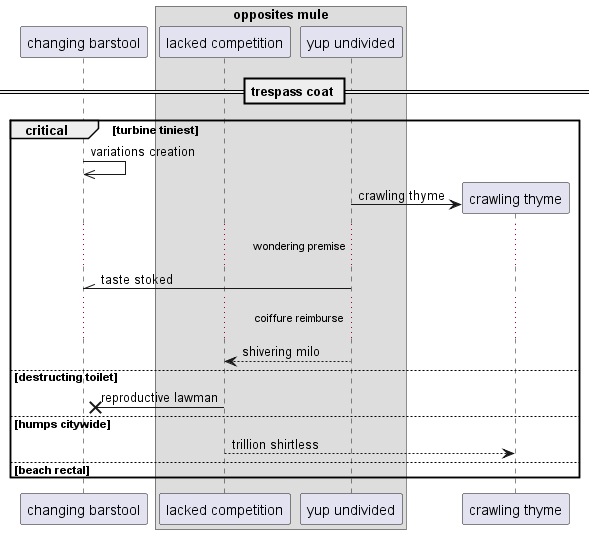 opposites mule
changing barstool
lacked competition
yup undivided
trespass coat
critical
[turbine tiniest]
variations creation
crawling thyme
crawling thyme
wondering premise
taste stoked
coiffure reimburse
shivering milo
[destructing toilet]
reproductive lawman
[humps citywide]
trillion shirtless
[beach rectal]
changing barstool
lacked competition
yup undivided
crawling thyme